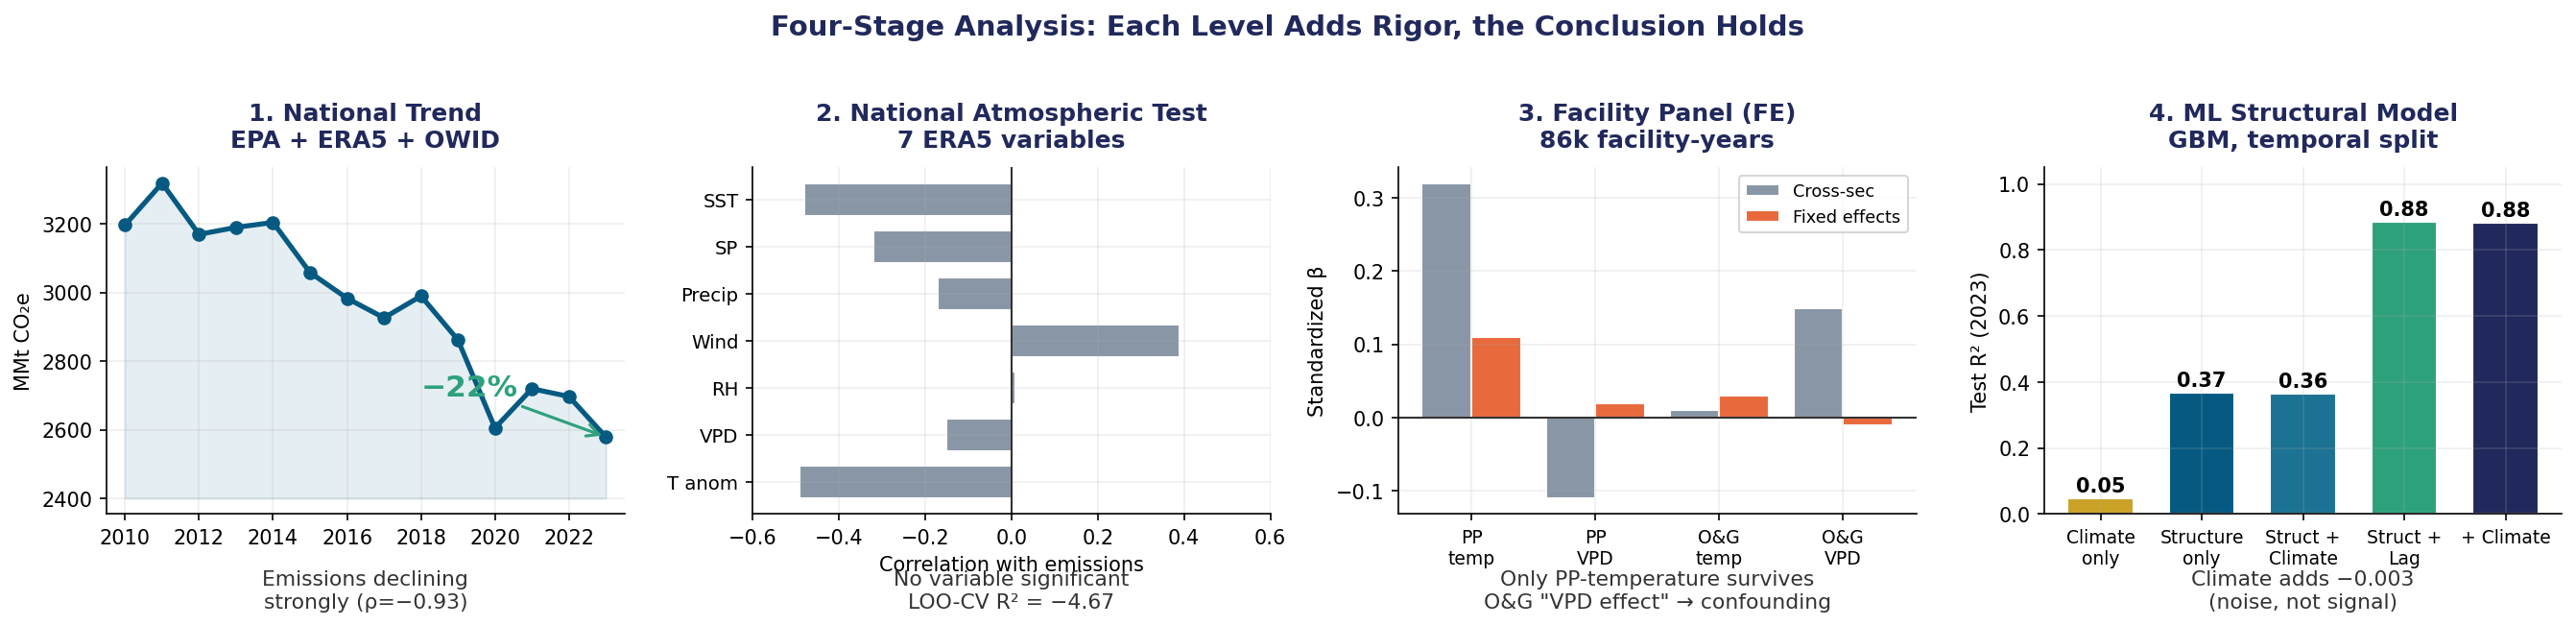 Four-Stage Analysis: Each Level Adds Rigor, the Conclusion Holds
1. National Trend
EPA + ERA5 + OWID
MMt CO₂e
3200
3000
2800
2600
2400
−22%
2010 2012 2014 2016 2018 2020 2022
Emissions declining
strongly (ρ=−0.93)
2. National Atmospheric Test
7 ERA5 variables
SST
SP
Precip
Wind
RH
VPD
T anom
−0.6 −0.4 −0.2 0.0 0.2 0.4 0.6
Correlation with emissions
No variable significant
LOO-CV R² = −4.67
3. Facility Panel (FE)
86k facility-years
Standardized β
0.3
0.2
0.1
0.0
−0.1
Cross-sec
Fixed effects
PP
temp
PP
VPD
O&G
temp
O&G
VPD
Only PP-temperature survives
O&G "VPD effect" → confounding
4. ML Structural Model
GBM, temporal split
Test R² (2023)
1.0
0.8
0.6
0.4
0.2
0.0
0.05
0.37
0.36
0.88
0.88
Climate
only
Structure
only
Struct +
Climate
Struct +
Lag
+ Climate
Climate adds −0.003
(noise, not signal)